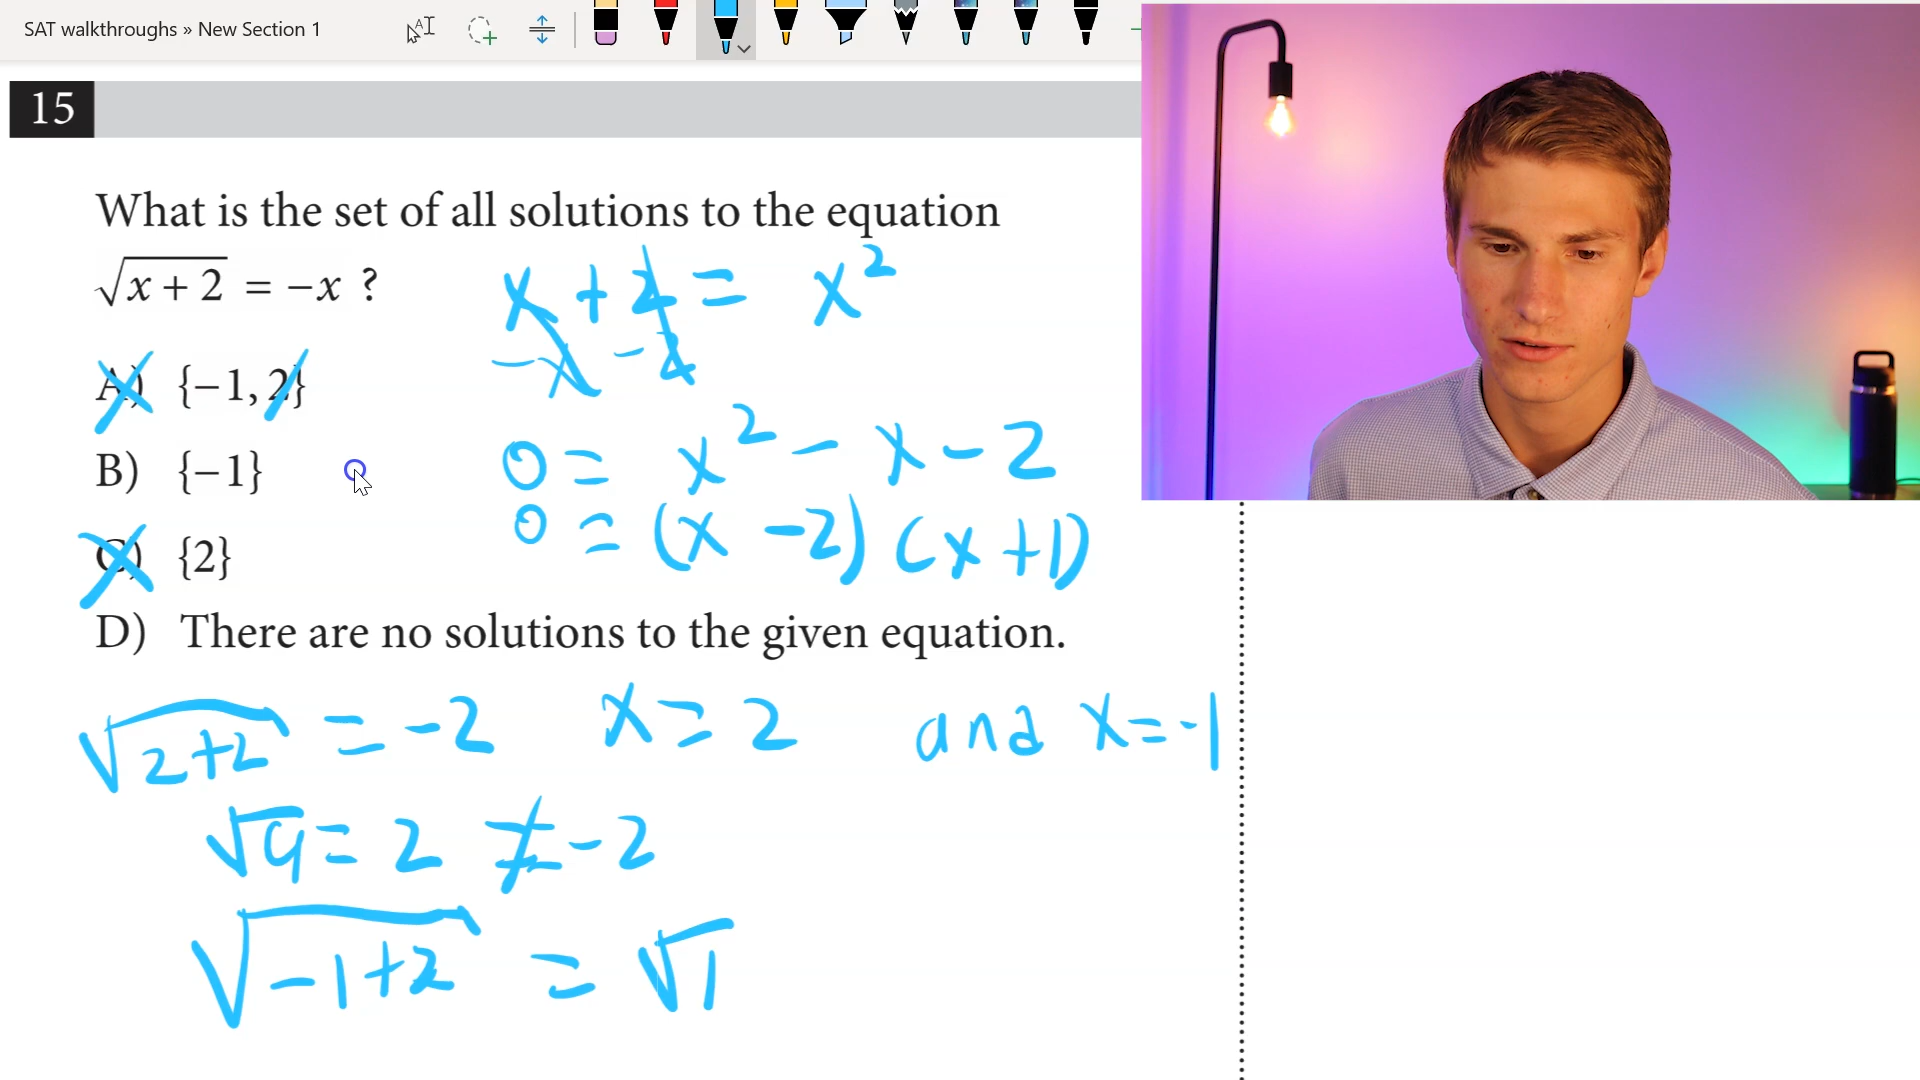 SAT walkthroughs » New Section 1
15
What is the set of all solutions to the equation
√x + 2 = −x ?
x + 2 = x²
−x −2
A) {−1, 2}
0 = x² − x − 2
B) {−1}
0 = (x −2) (x +1)
C) {2}
D) There are no solutions to the given equation.
√2+2 = -2 x = 2 and x = -1
√4 = 2 ≠ -2
√-1+2 = √1